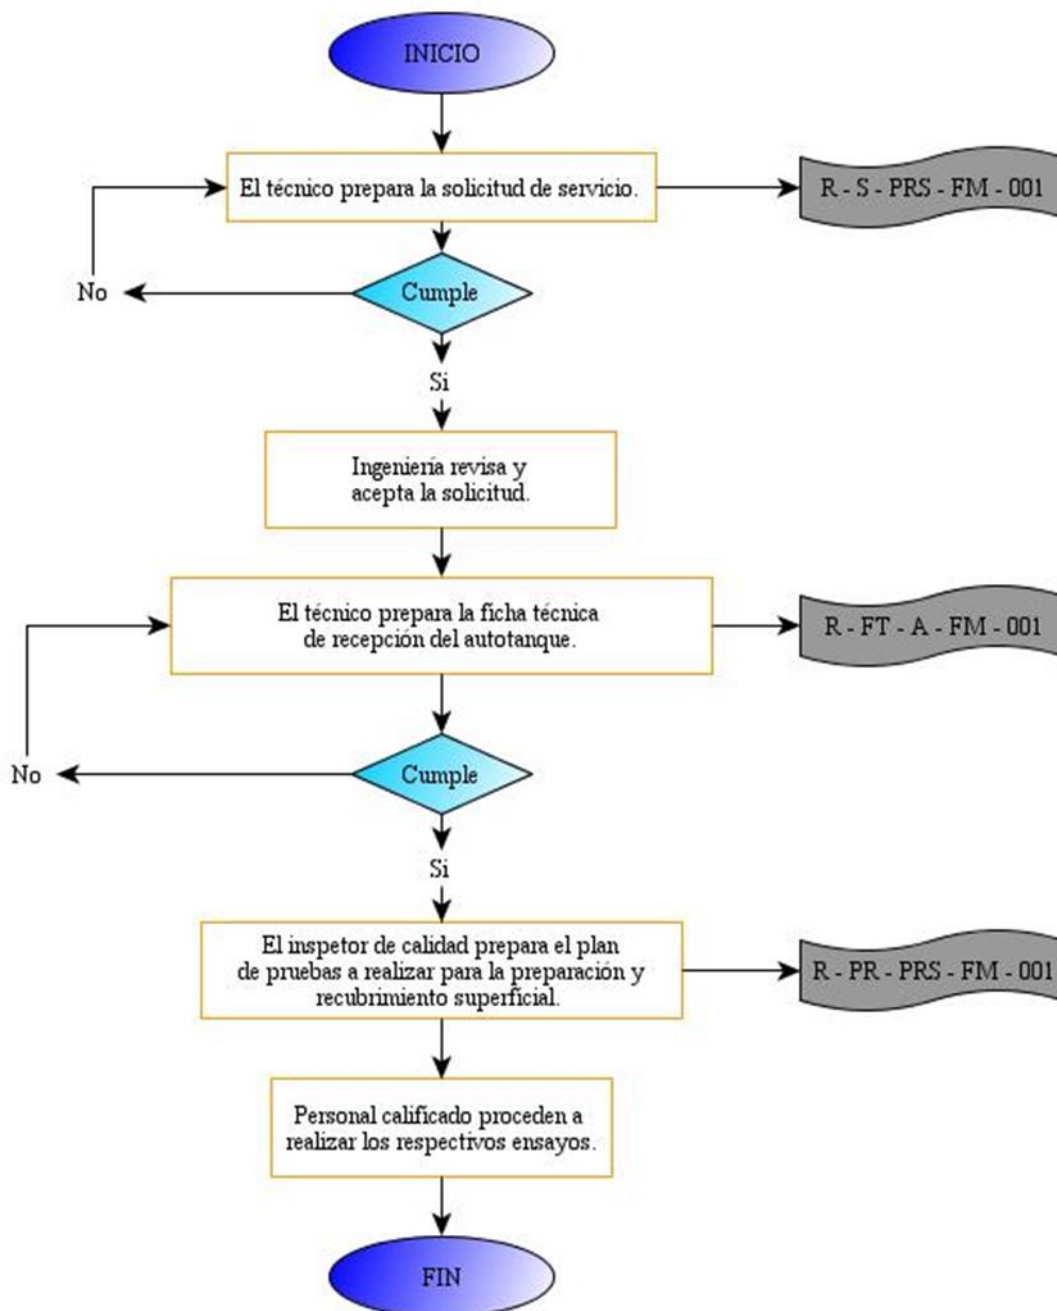 INICIO
El técnico prepara la solicitud de servicio.
R - S - PRS - FM - 001
No
Cumple
Si
Ingeniería revisa y
acepta la solicitud.
El técnico prepara la ficha técnica
de recepción del autotanque.
R - FT - A - FM - 001
No
Cumple
Si
El inspetor de calidad prepara el plan
de pruebas a realizar para la preparación y
recubrimiento superficial.
R - PR - PRS - FM - 001
Personal calificado proceden a
realizar los respectivos ensayos.
FIN